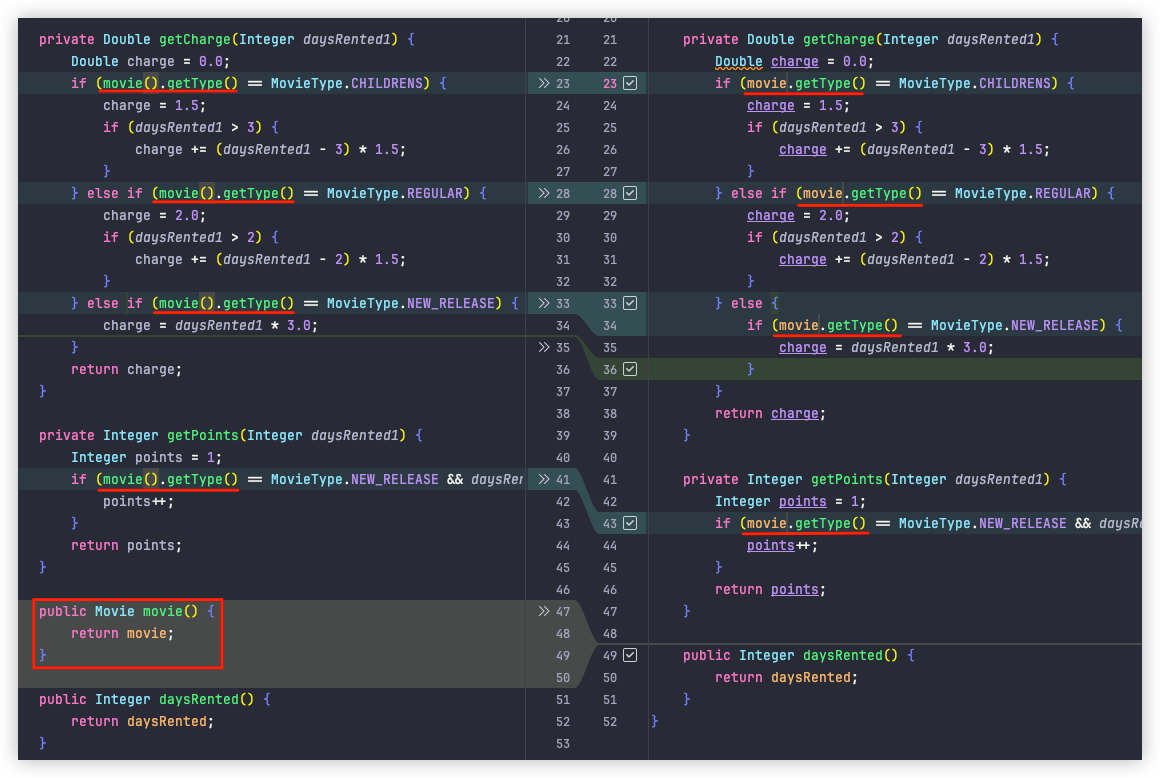 20
private Double getCharge(Integer daysRented1) { 21
Double charge = 0.0; 22
if (movie().getType() == MovieType.CHILDRENS) { 23
charge = 1.5; 24
if (daysRented1 > 3) { 25
charge += (daysRented1 - 3) * 1.5; 26
} 27
} else if (movie().getType() == MovieType.REGULAR) { 28
charge = 2.0; 29
if (daysRented1 > 2) { 30
charge += (daysRented1 - 2) * 1.5; 31
} 32
} else if (movie().getType() == MovieType.NEW_RELEASE) { 33
charge = daysRented1 * 3.0; 34
} 35
return charge; 36
} 37
38
private Integer getPoints(Integer daysRented1) { 39
Integer points = 1; 40
if (movie().getType() == MovieType.NEW_RELEASE && daysRen 41
points++; 42
} 43
return points; 44
} 45
46
public Movie movie() { 47
return movie; 48
} 49
50
public Integer daysRented() { 51
return daysRented; 52
} 53
20
21 private Double getCharge(Integer daysRented1) {
22 Double charge = 0.0;
23 if (movie.getType() == MovieType.CHILDRENS) {
24 charge = 1.5;
25 if (daysRented1 > 3) {
26 charge += (daysRented1 - 3) * 1.5;
27 }
28 } else if (movie.getType() == MovieType.REGULAR) {
29 charge = 2.0;
30 if (daysRented1 > 2) {
31 charge += (daysRented1 - 2) * 1.5;
32 }
33 } else {
34 if (movie.getType() == MovieType.NEW_RELEASE) {
35 charge = daysRented1 * 3.0;
36 }
37 }
38 return charge;
39 }
40
41 private Integer getPoints(Integer daysRented1) {
42 Integer points = 1;
43 if (movie.getType() == MovieType.NEW_RELEASE && daysRe
44 points++;
45 }
46 return points;
47 }
48
49 public Integer daysRented() {
50 return daysRented;
51 }
52 }